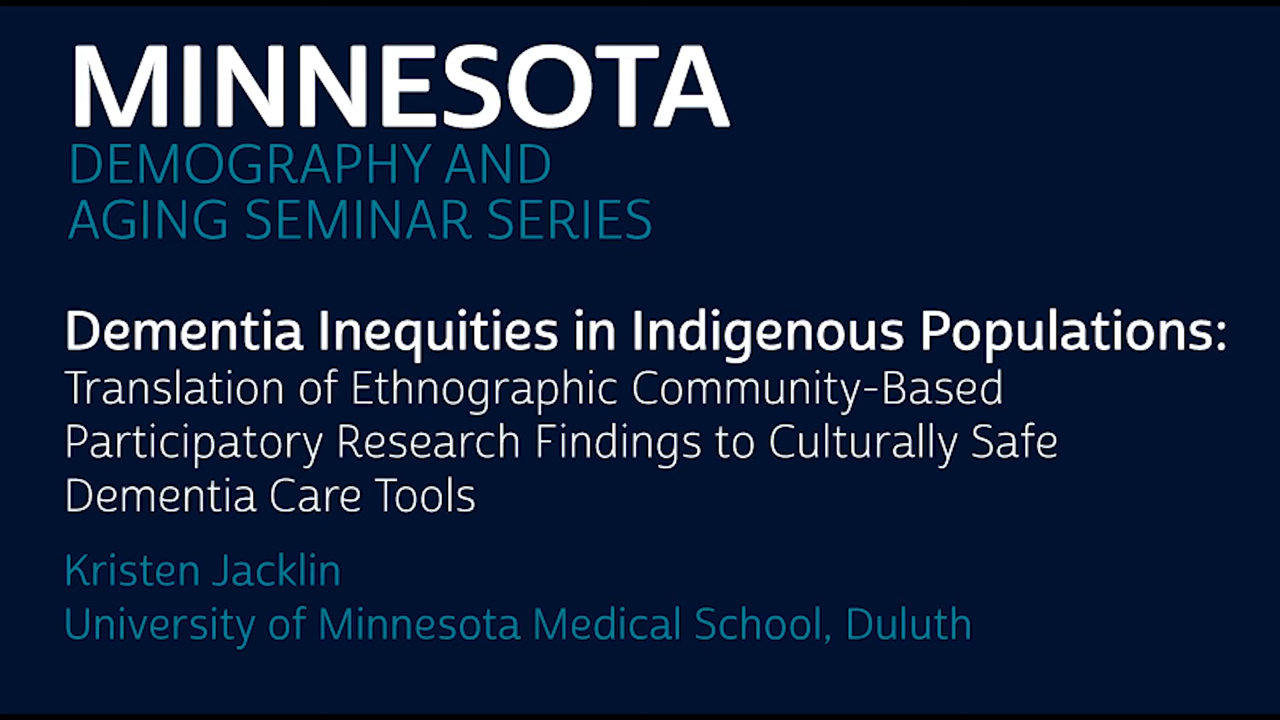 MINNESOTA
DEMOGRAPHY AND
AGING SEMINAR SERIES
Dementia Inequities in Indigenous Populations:
Translation of Ethnographic Community-Based
Participatory Research Findings to Culturally Safe
Dementia Care Tools
Kristen Jacklin
University of Minnesota Medical School, Duluth